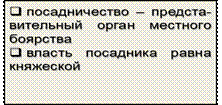 ❑ посадничество – предста-
вительный орган местного
боярства
❑ власть посадника равна
княжеской